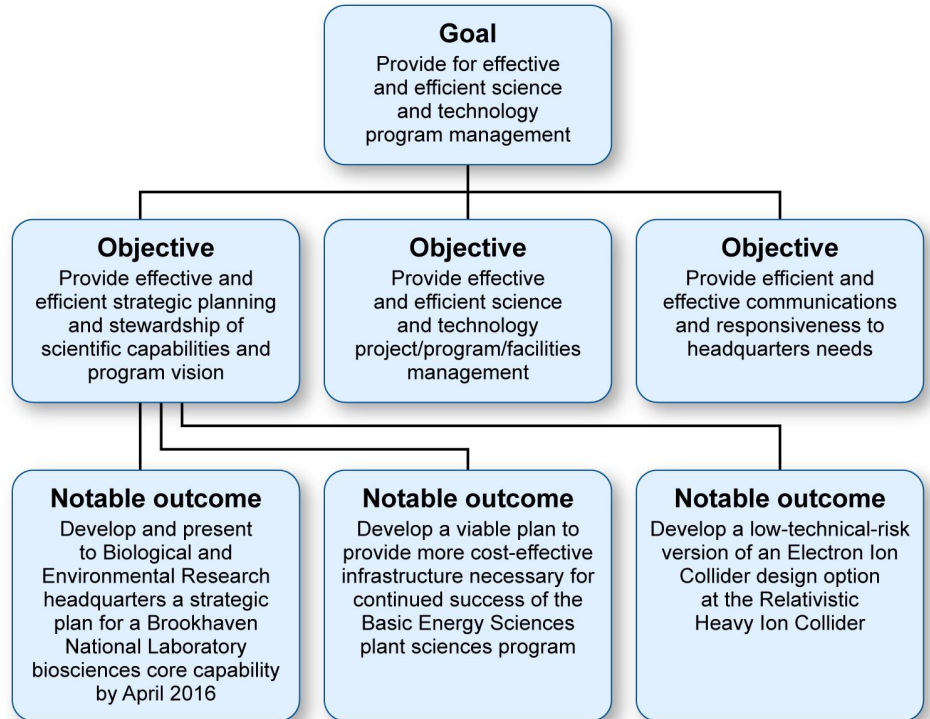 Goal
Provide for effective
and efficient science
and technology
program management
Objective
Provide effective and
efficient strategic planning
and stewardship of
scientific capabilities and
program vision
Objective
Provide effective
and efficient science
and technology
project/program/facilities
management
Objective
Provide efficient and
effective communications
and responsiveness to
headquarters needs
Notable outcome
Develop and present
to Biological and
Environmental Research
headquarters a strategic
plan for a Brookhaven
National Laboratory
biosciences core capability
by April 2016
Notable outcome
Develop a viable plan to
provide more cost-effective
infrastructure necessary for
continued success of the
Basic Energy Sciences
plant sciences program
Notable outcome
Develop a low-technical-risk
version of an Electron Ion
Collider design option
at the Relativistic
Heavy Ion Collider